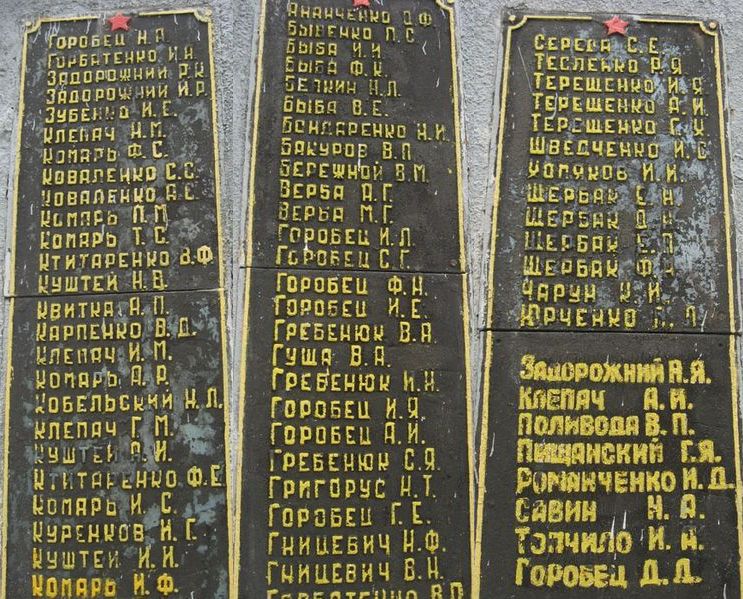 ГОРОБЕЦ Н.Я.
ГОРБАТЕНКО И.Н.
ЗАДОРОЖНИЙ Р.К.
ЗАДОРОЖНИЙ И.Р.
ЗУБЕНКО И.Е.
КЛЕПАЧ Н.М.
КОМАРЬ Ф.С.
КОВАЛЕНКО С.С.
КОВАЛЕНКО А.С.
КОМАРЬ П.М.
КОМАРЬ Т.С.
КТИТАРЕНКО В.Ф
КУШТЕЙ Н.В.
КВИТКА А.П.
КАРПЕНКО В.Д.
КЛЕПАЧ И.М.
КОМАРЬ А.Р.
КОБЕЛЬСКИЙ Н.Л.
КЛЕПАЧ Г.М.
КУШТЕЙ И.
КТИТАРЕНКО Ф.Е
КОМАРЬ И.С.
КУРЕНКОВ И.Г.
КУШТЕЙ И.И.
КОМАРЬ И.Ф.
АНАНЧЕНКО Д.Ф
БЫВЕНКО П.С
БЫБА И.И
БЫБА Ф.К.
БЕЛКИН Н.Л.
БЫБА В.Е.
БОНДАРЕНКО Н.И.
БАКУРОВ В.П
БЕРЕЖНОЙ В.М.
ВЕРБА А.Г.
ВЕРБА М.Г.
ГОРОБЕЦ И.Л.
ГОРОБЕЦ С.Г.
ГОРОБЕЦ Ф.Н.
ГОРОБЕЦ И.Е.
ГРЕБЕНЮК В.А
ГУЩА В.А.
ГРЕБЕНЮК И.Н.
ГОРОБЕЦ И.Я.
ГОРОБЕЦ А.И.
ГРЕБЕНЮК С.Я.
ГРИГОРУС Н.Т.
ГОРОБЕЦ Г.Е.
ГНИЦЕВИЧ Н.Ф.
ГНИЦЕВИЧ В.Н.
ГОРБАТЕНКО В.П
СЕРЕДА С.Е.
ТЕСЛЕНКО Р.Я
ТЕРЕЩЕНКО И.Я
ТЕРЕЩЕНКО А.И.
ТЕРЕЩЕНКО Г.Я
ШВЕДЧЕНКО И.С
ХОМЯКОВ И.И.
ЩЕРБАК Е.Н.
ЩЕРБАК Д.Н.
ЩЕРБАК Е.П.
ЩЕРБАК Ф.
ЧАРУН К.И.
ЮРЧЕНКО П.
ЗАДОРОЖНИЙ Я.Я.
КЛЕПАЧ А.И.
ПОЛИВОДА В.П.
ПИЩАНСКИЙ Г.Я.
РОМАНЧЕНКО И.Д.
САВИН Н.А.
ТОПЧИЛО И.А.
ГОРОБЕЦ Д.Д.